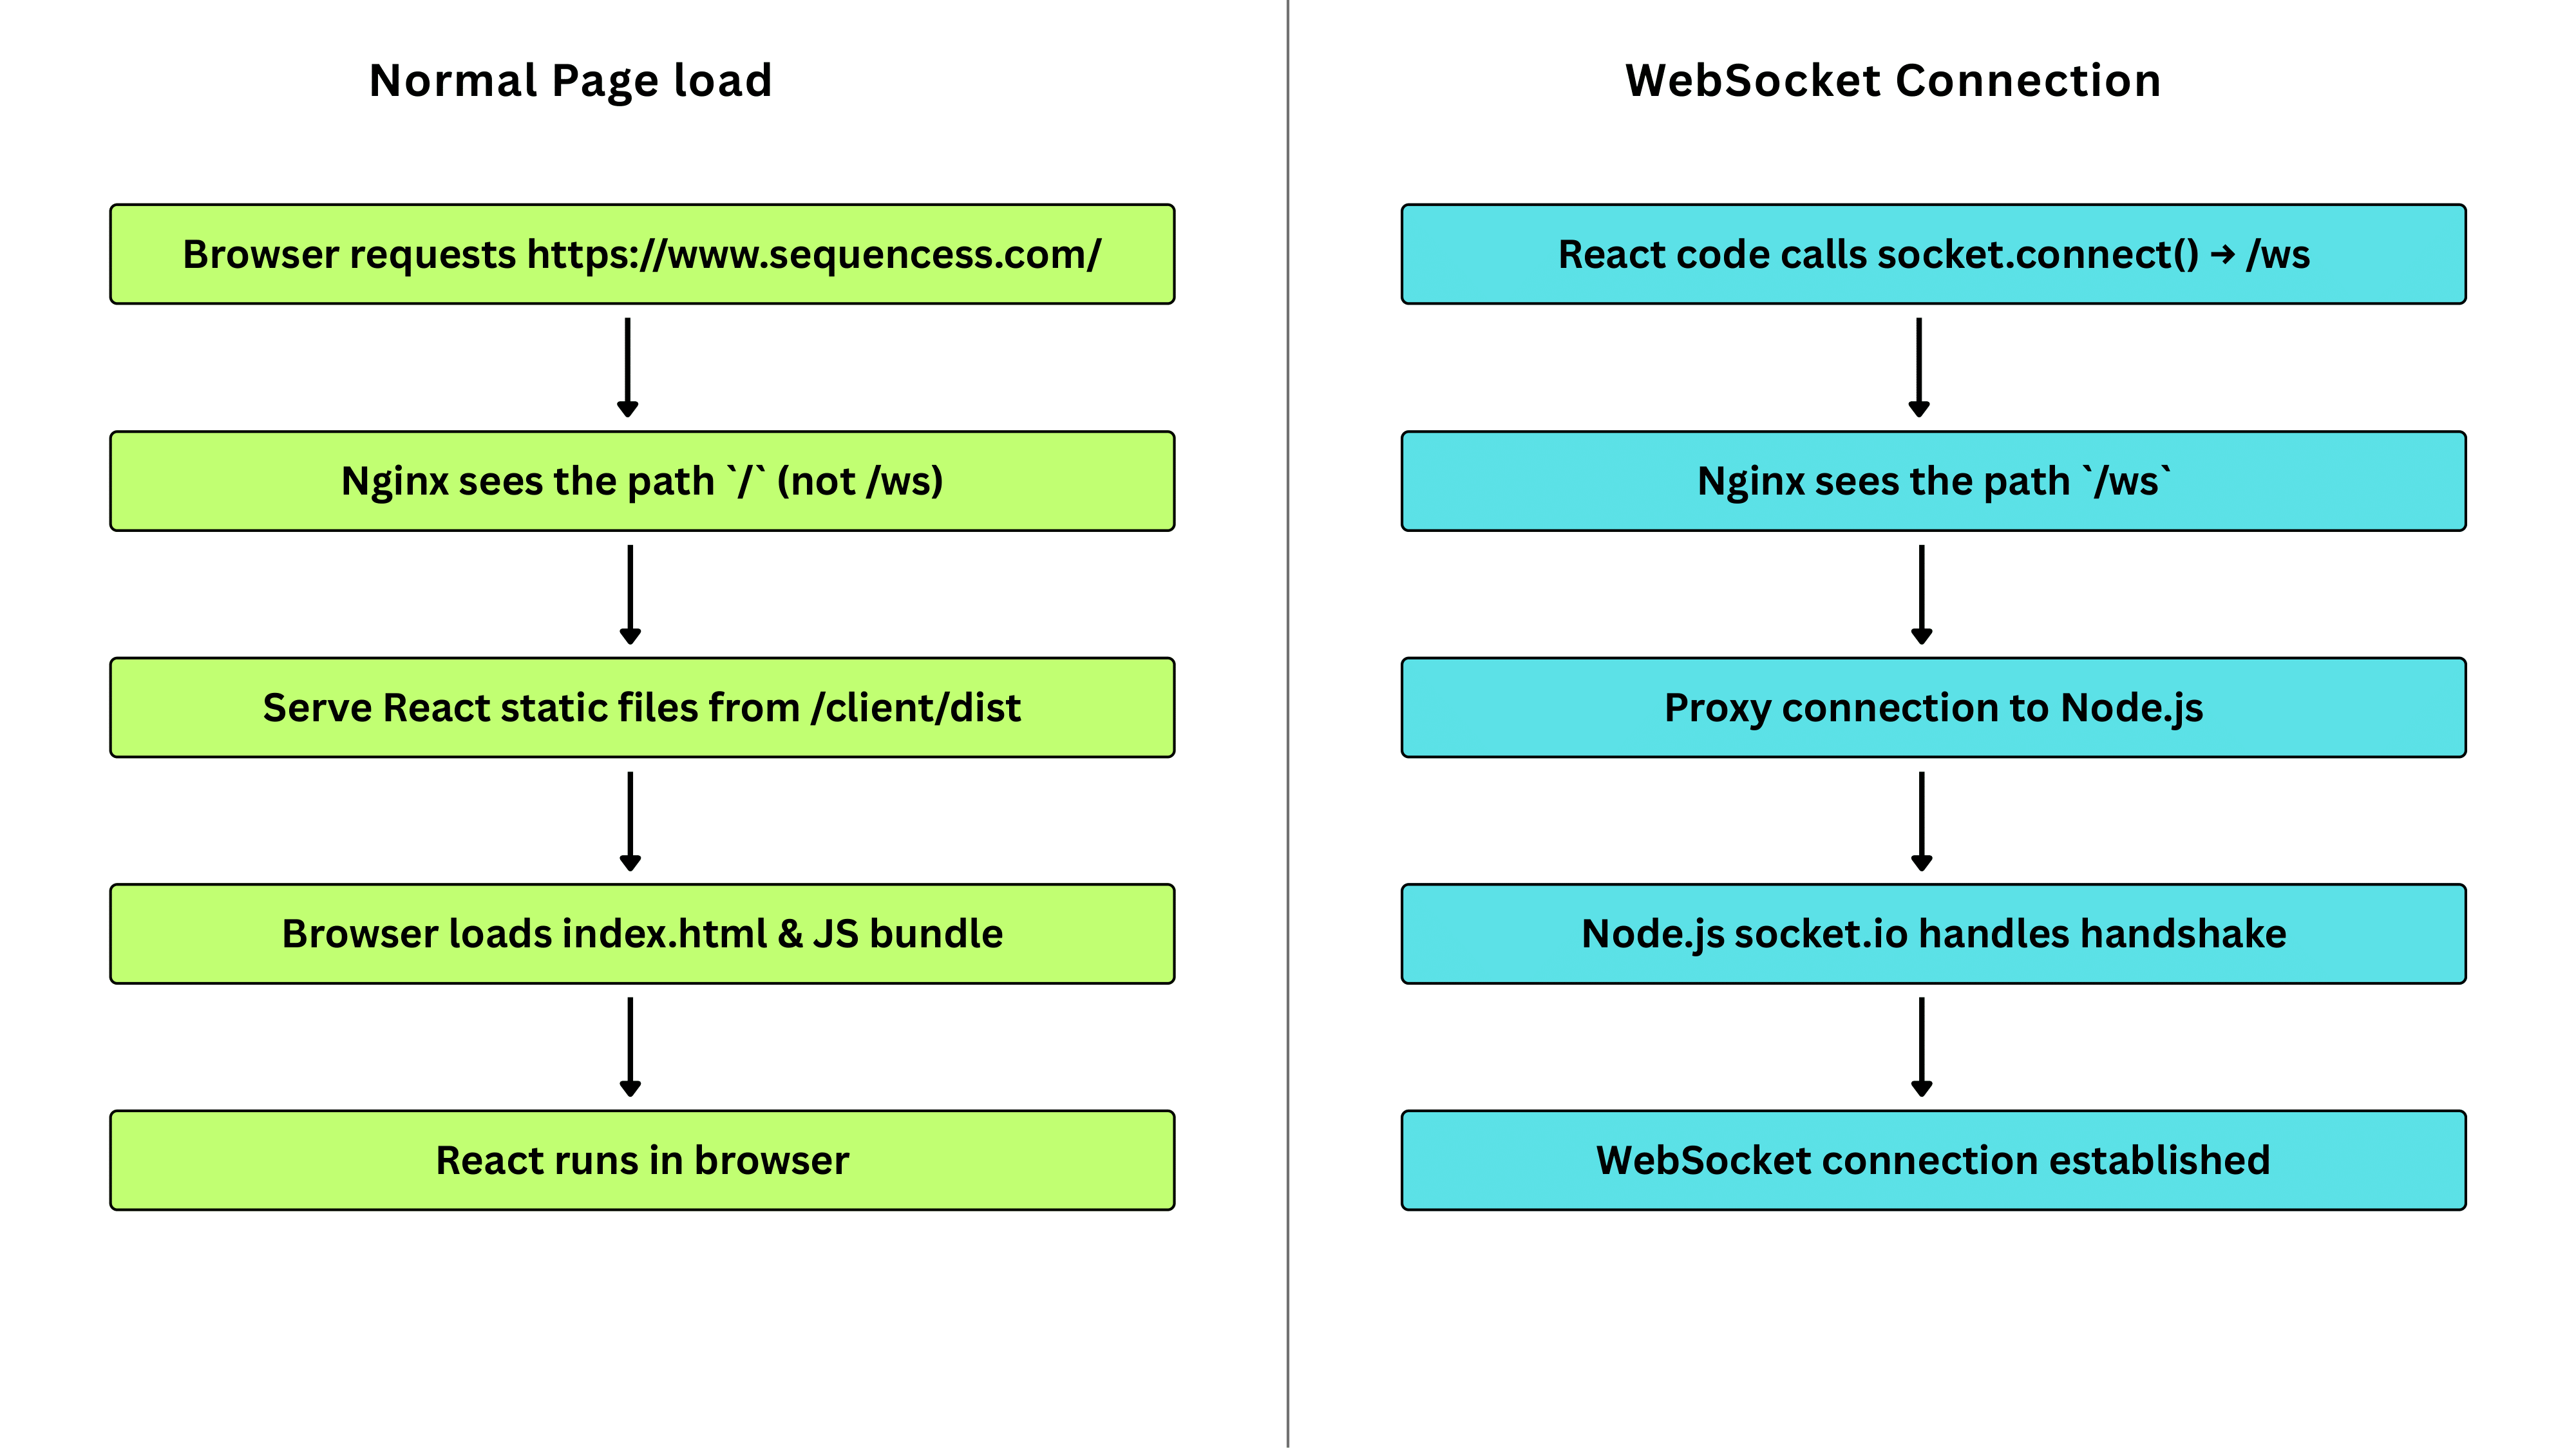 Normal Page load
Browser requests https://www.sequencess.com/
Nginx sees the path `/` (not /ws)
Serve React static files from /client/dist
Browser loads index.html & JS bundle
React runs in browser
WebSocket Connection
React code calls socket.connect() → /ws
Nginx sees the path `/ws`
Proxy connection to Node.js
Node.js socket.io handles handshake
WebSocket connection established